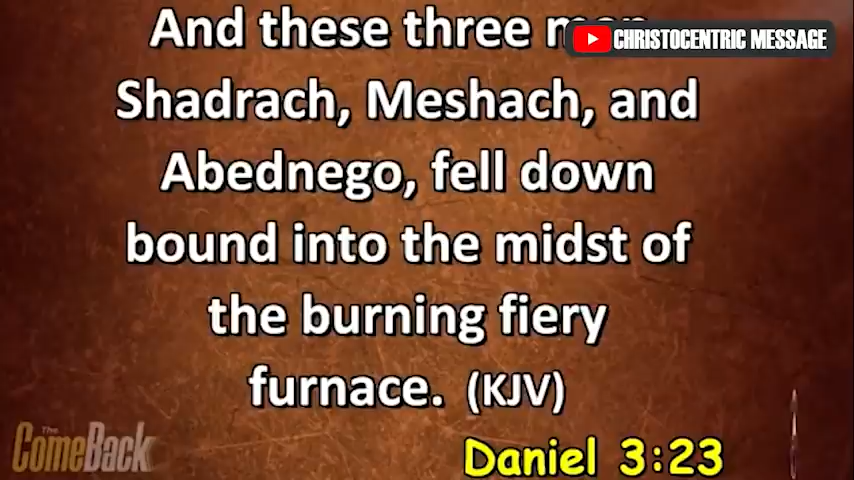 And these three
CHRISTOCENTRIC MESSAGE
Shadrach, Meshach, and
Abednego, fell down
bound into the midst of
the burning fiery
furnace. (KJV)
The
ComeBack
Daniel 3:23